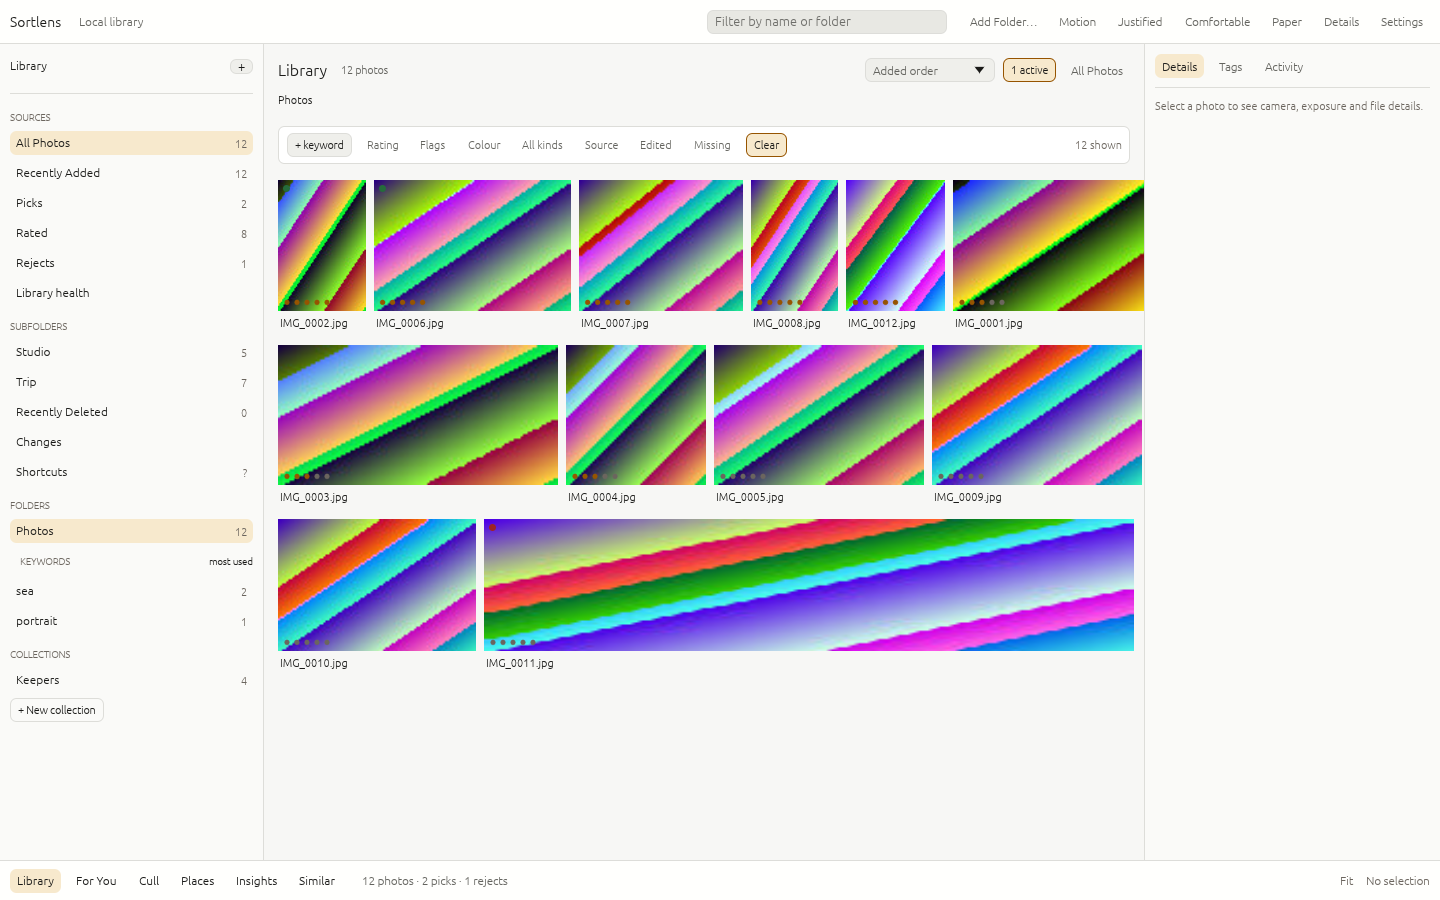 Sortlens Local library Filter by name or folder Add Folder... Motion Justified Comfortable Paper Details Settings
Library +
SOURCES
All Photos 12
Recently Added 12
Picks 2
Rated 8
Rejects 1
Library health
SUBFOLDERS
Studio 5
Trip 7
Recently Deleted 0
Changes
Shortcuts ?
FOLDERS
Photos 12
KEYWORDS most used
sea 2
portrait 1
COLLECTIONS
Keepers 4
+ New collection
Library 12 photos Added order 1 active All Photos
Photos
+ keyword Rating Flags Colour All kinds Source Edited Missing Clear 12 shown
IMG_0002.jpg IMG_0006.jpg IMG_0007.jpg IMG_0008.jpg IMG_0012.jpg IMG_0001.jpg
IMG_0003.jpg IMG_0004.jpg IMG_0005.jpg IMG_0009.jpg
IMG_0010.jpg IMG_0011.jpg
Details Tags Activity
Select a photo to see camera, exposure and file details.
Library For You Cull Places Insights Similar 12 photos · 2 picks · 1 rejects Fit No selection